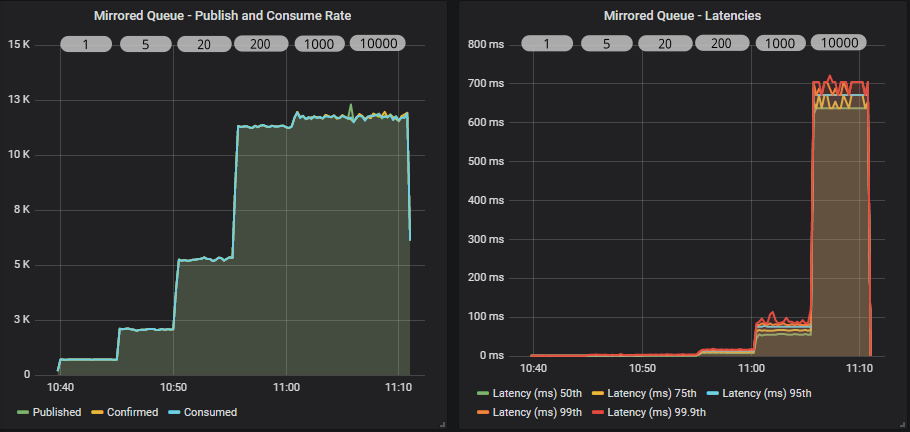 Mirrored Queue - Publish and Consume Rate
1 5 20 200 1000 10000
15 K
13 K
10 K
8 K
5 K
3 K
0
10:40 10:50 11:00 11:10
Published Confirmed Consumed
Mirrored Queue - Latencies
1 5 20 200 1000 10000
800 ms
700 ms
600 ms
500 ms
400 ms
300 ms
200 ms
100 ms
0 ms
10:40 10:50 11:00 11:10
Latency (ms) 50th Latency (ms) 75th Latency (ms) 95th
Latency (ms) 99th Latency (ms) 99.9th